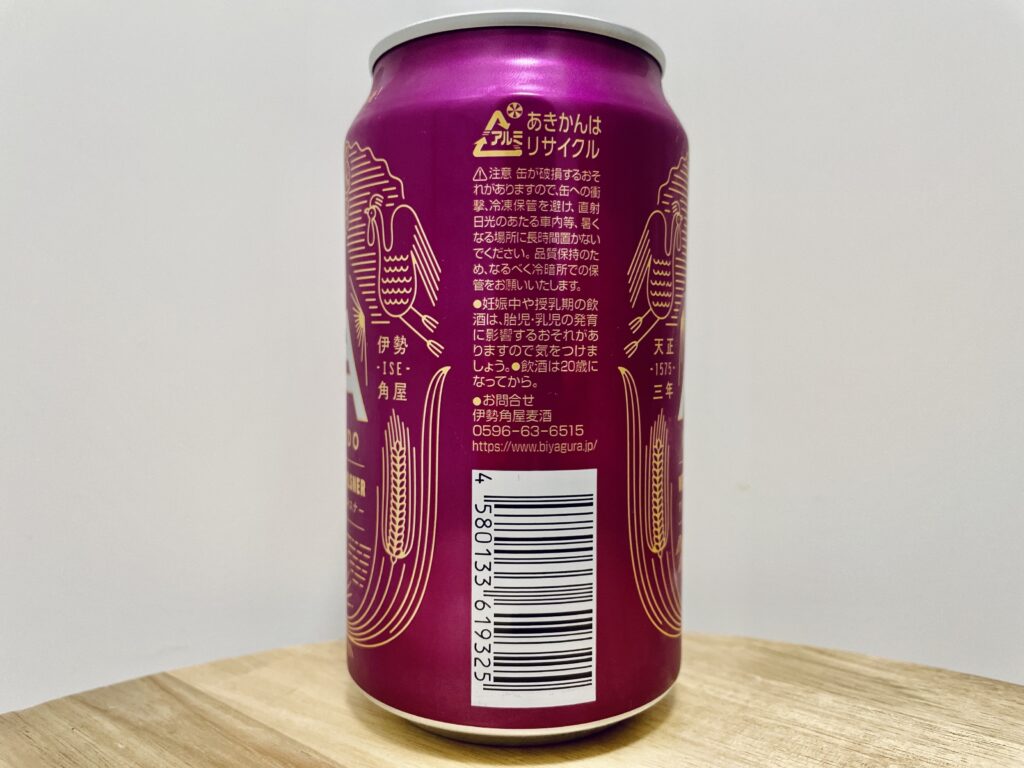 アルミ
あきかんは
リサイクル
⚠注意 缶が破損するおそ
れがありますので、缶への衝
撃、冷凍保管を避け、直射
日光のあたる車内等、暑く
なる場所に長時間置かない
でください。品質保持のた
め、なるべく冷暗所での保
管をお願いいたします。
●妊娠中や授乳期の飲
酒は、胎児・乳児の発育
に影響するおそれがあ
りますので気をつけま
しょう。●飲酒は20歳に
なってから。
●お問合せ
伊勢角屋麦酒
0596-63-6515
https://www.biyagura.jp/
4 580133 619325
伊勢
-ISE-
角屋
天正
-1575-
三年